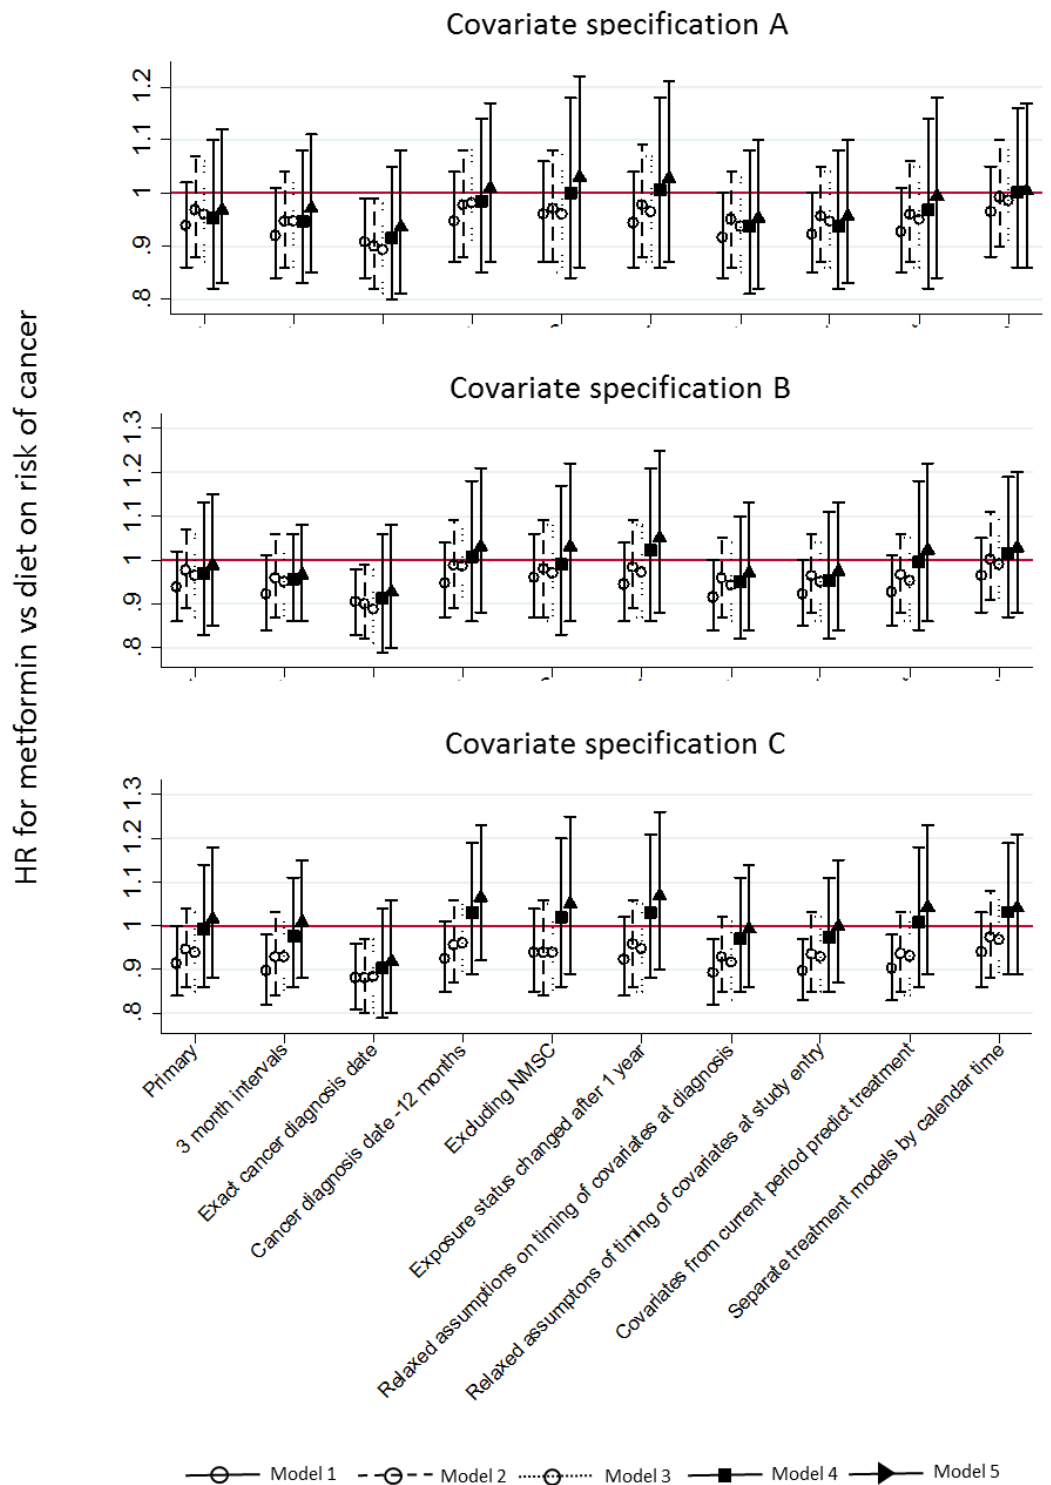 Covariate specification A
1.2
1.1
1
.9
.8
HR for metformin vs diet on risk of cancer
Covariate specification B
1.3
1.2
1.1
1
.9
.8
Covariate specification C
1.3
1.2
1.1
1
.9
.8
Primary
3 month intervals
Exact cancer diagnosis date
Cancer diagnosis date -12 months
Excluding NMSC
Exposure status changed after 1 year
Relaxed assumptions on timing of covariates at diagnosis
Relaxed assumptons of timing of covariates at study entry
Covariates from current period predict treatment
Separate treatment models by calendar time
Model 1 Model 2 Model 3 Model 4 Model 5